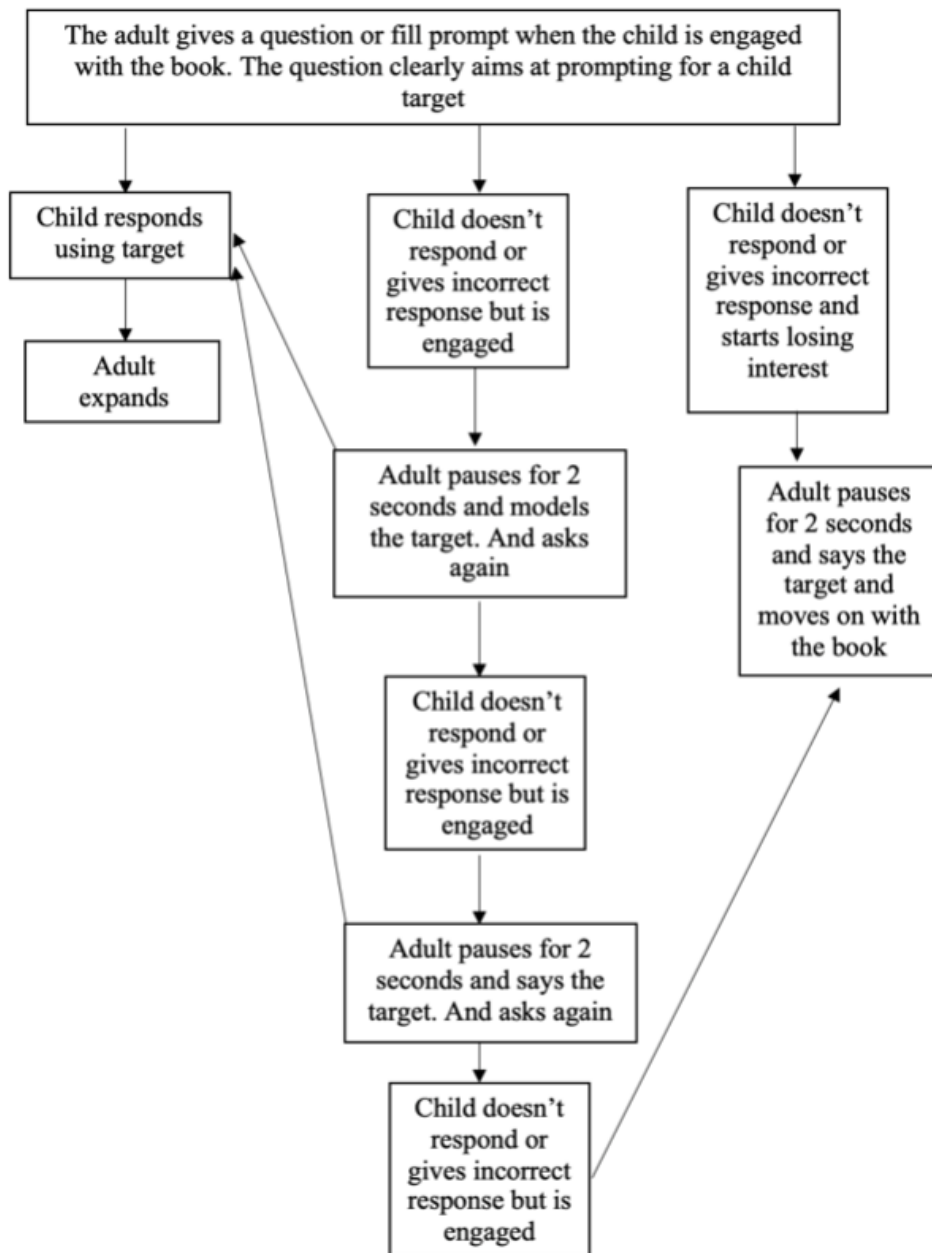 The adult gives a question or fill prompt when the child is engaged
with the book. The question clearly aims at prompting for a child
target
Child responds
using target
Adult
expands
Child doesn’t
respond or
gives incorrect
response but is
engaged
Adult pauses for 2
seconds and models
the target. And asks
again
Child doesn’t
respond or
gives incorrect
response but is
engaged
Adult pauses for 2
seconds and says the
target. And asks again
Child doesn’t
respond or
gives incorrect
response but is
engaged
Child doesn’t
respond or
gives incorrect
response and
starts losing
interest
Adult pauses
for 2 seconds
and says the
target and
moves on with
the book